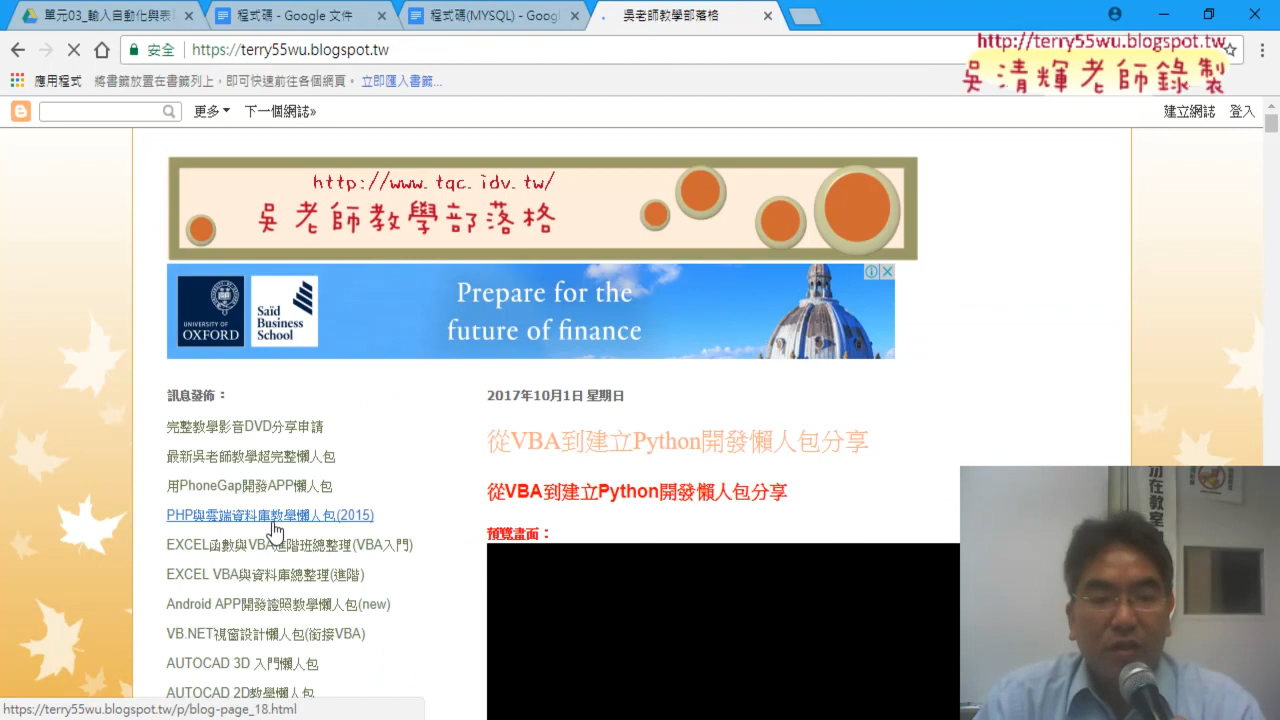 單元03_輸入自動化與表
程式碼 - Google 文件
程式碼(MYSQL) - Goog
吳老師教學部落格
安全
https://terry55wu.blogspot.tw
http://terry55wu.blogspot.tw
吳清輝老師錄製
應用程式
將書籤放置在書籤列上，即可快速前往各個網頁。
立即匯入書籤...
更多
下一個網誌»
建立網誌
登入
http://www.tqc.idv.tw/
吳老師教學部落格
UNIVERSITY OF
OXFORD
Saïd
Business
School
Prepare for the
future of finance
訊息發佈：
完整教學影音DVD分享申請
最新吳老師教學超完整懶人包
用PhoneGap開發APP懶人包
PHP與雲端資料庫教學懶人包(2015)
EXCEL函數與VBA進階班總整理(VBA入門)
EXCEL VBA與資料庫總整理(進階)
Android APP開發證照教學懶人包(new)
VB.NET視窗設計懶人包(銜接VBA)
AUTOCAD 3D 入門懶人包
AUTOCAD 2D教學懶人包
2017年10月1日 星期日
從VBA到建立Python開發懶人包分享
從VBA到建立Python開發懶人包分享
預覽畫面：
勿在教室
https://terry55wu.blogspot.tw/p/blog-page_18.html